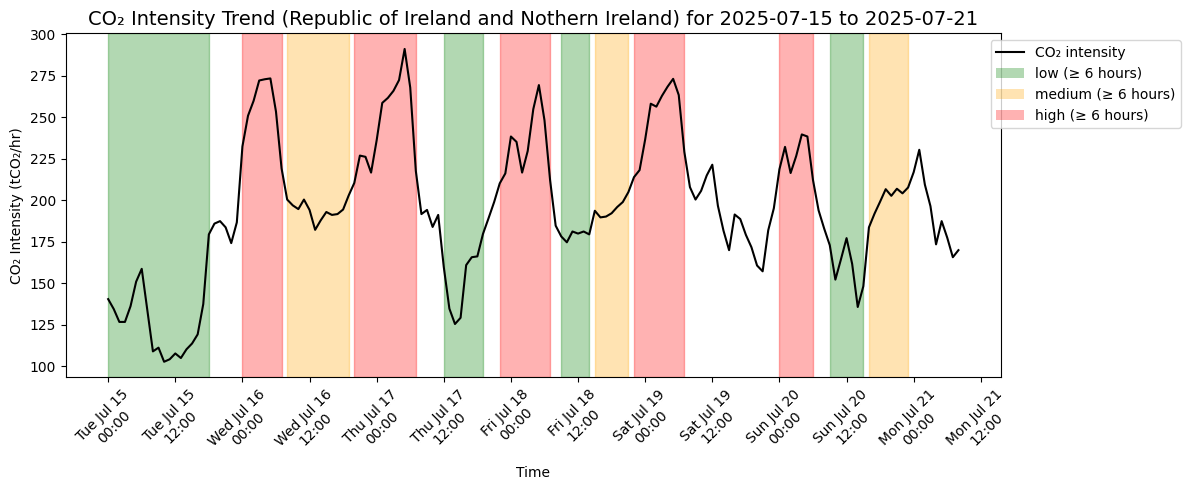 CO₂ Intensity Trend (Republic of Ireland and Nothern Ireland) for 2025-07-15 to 2025-07-21
CO₂ intensity
low (≥ 6 hours)
medium (≥ 6 hours)
high (≥ 6 hours)
CO₂ Intensity (tCO₂/hr)
300
275
250
225
200
175
150
125
100
Tue Jul 15
00:00
Tue Jul 15
12:00
Wed Jul 16
00:00
Wed Jul 16
12:00
Thu Jul 17
00:00
Thu Jul 17
12:00
Fri Jul 18
00:00
Fri Jul 18
12:00
Sat Jul 19
00:00
Sat Jul 19
12:00
Sun Jul 20
00:00
Sun Jul 20
12:00
Mon Jul 21
00:00
Mon Jul 21
12:00
Time